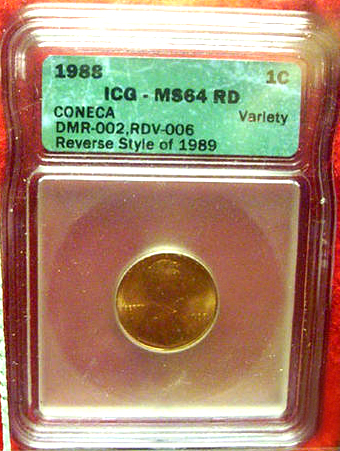 1988 1C
ICG - MS64 RD
CONECA Variety
DMR-002,RDV-006
Reverse Style of 1989